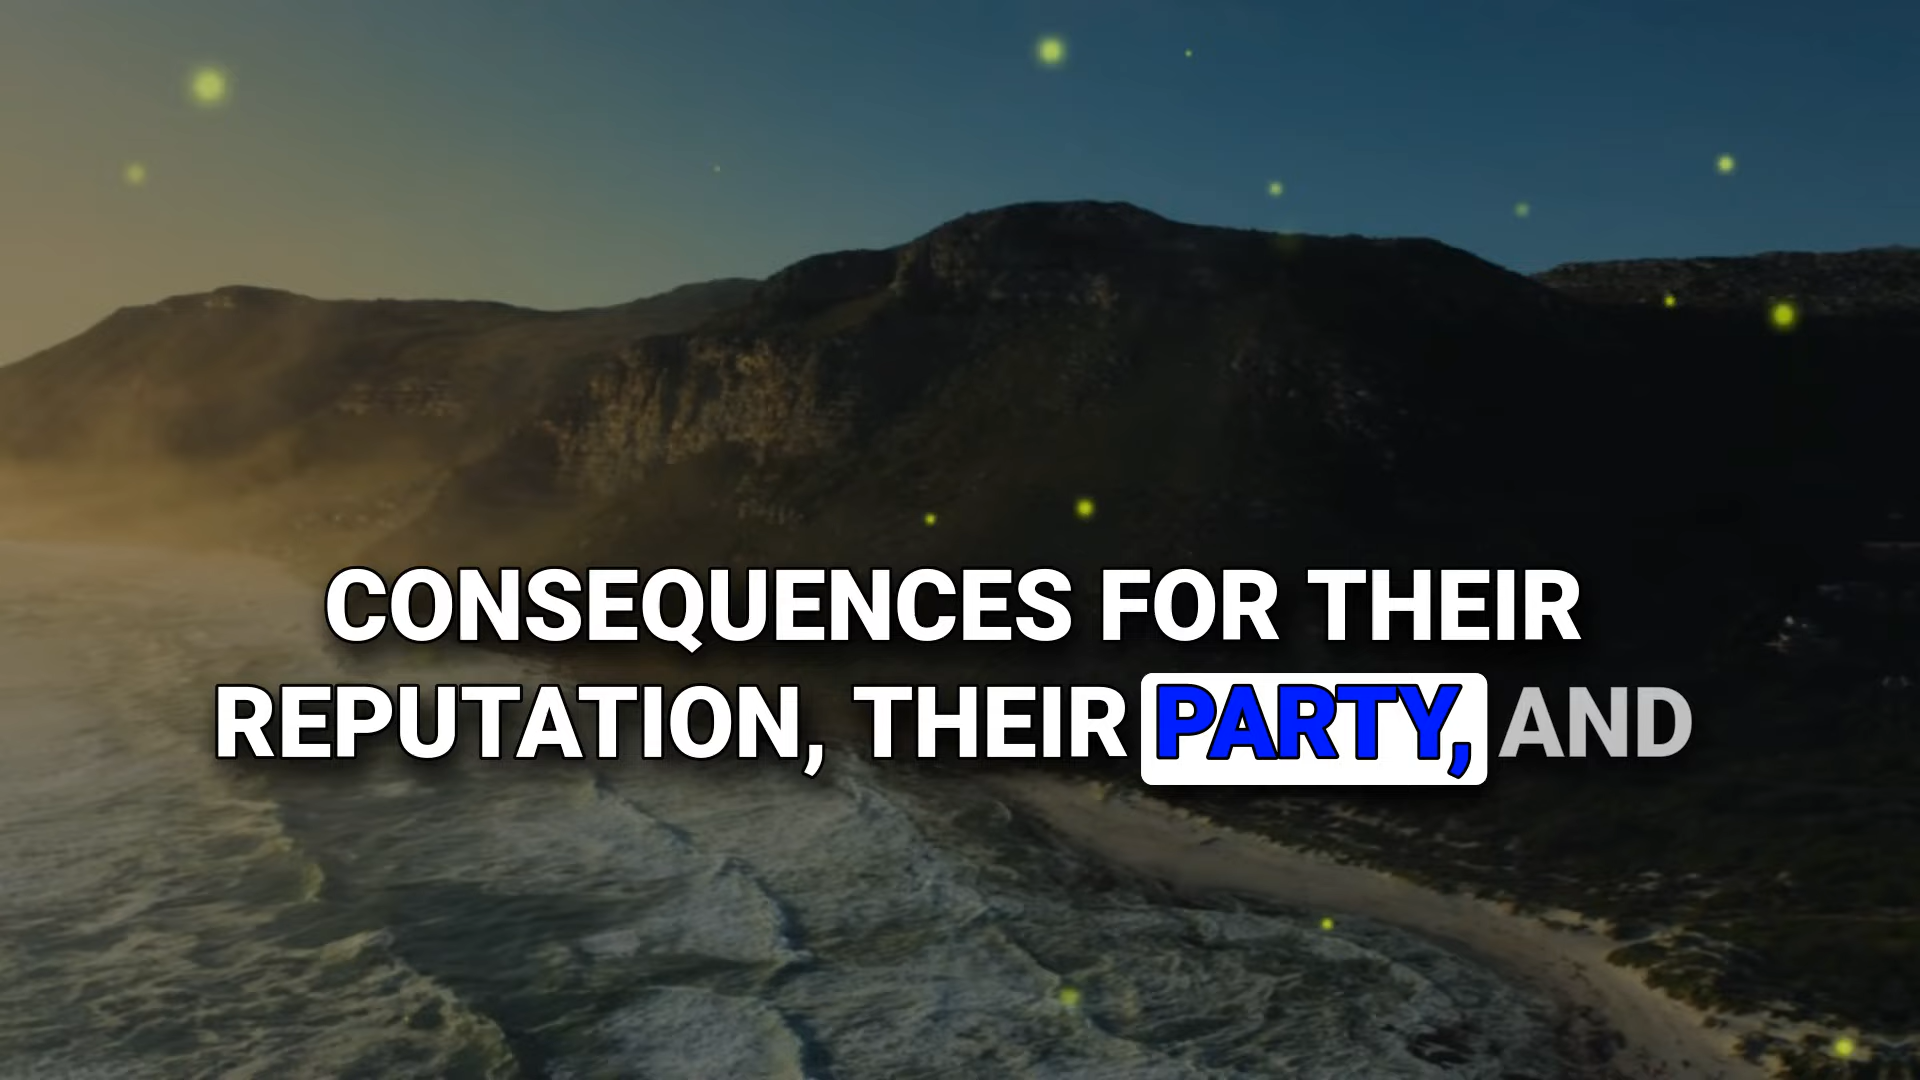 CONSEQUENCES FOR THEIR
REPUTATION, THEIR PARTY, AND